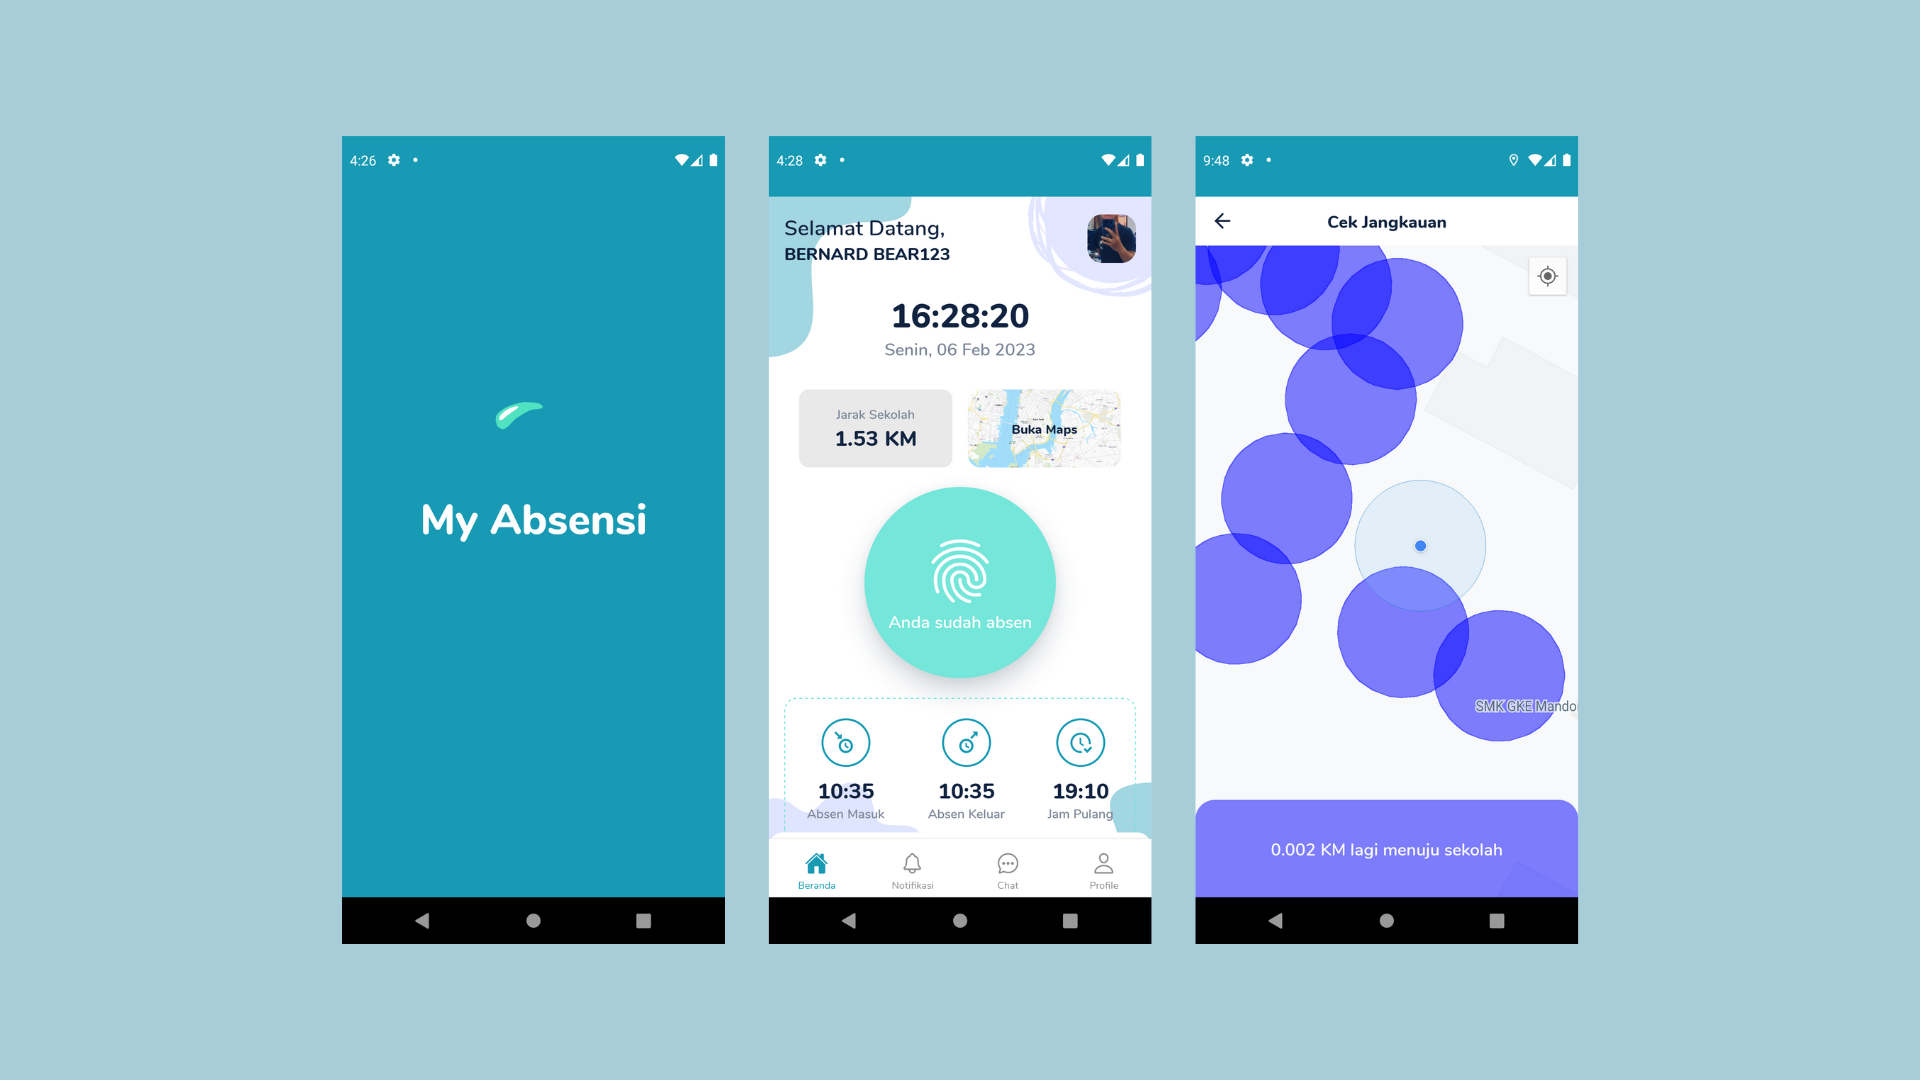 4:26
My Absensi
4:28
Selamat Datang,
BERNARD BEAR123
16:28:20
Senin, 06 Feb 2023
Jarak Sekolah
1.53 KM
Buka Maps
Anda sudah absen
10:35
Absen Masuk
10:35
Absen Keluar
19:10
Jam Pulang
Beranda
Notifikasi
Chat
Profile
9:48
Cek Jangkauan
SMK GKE Mando
0.002 KM lagi menuju sekolah